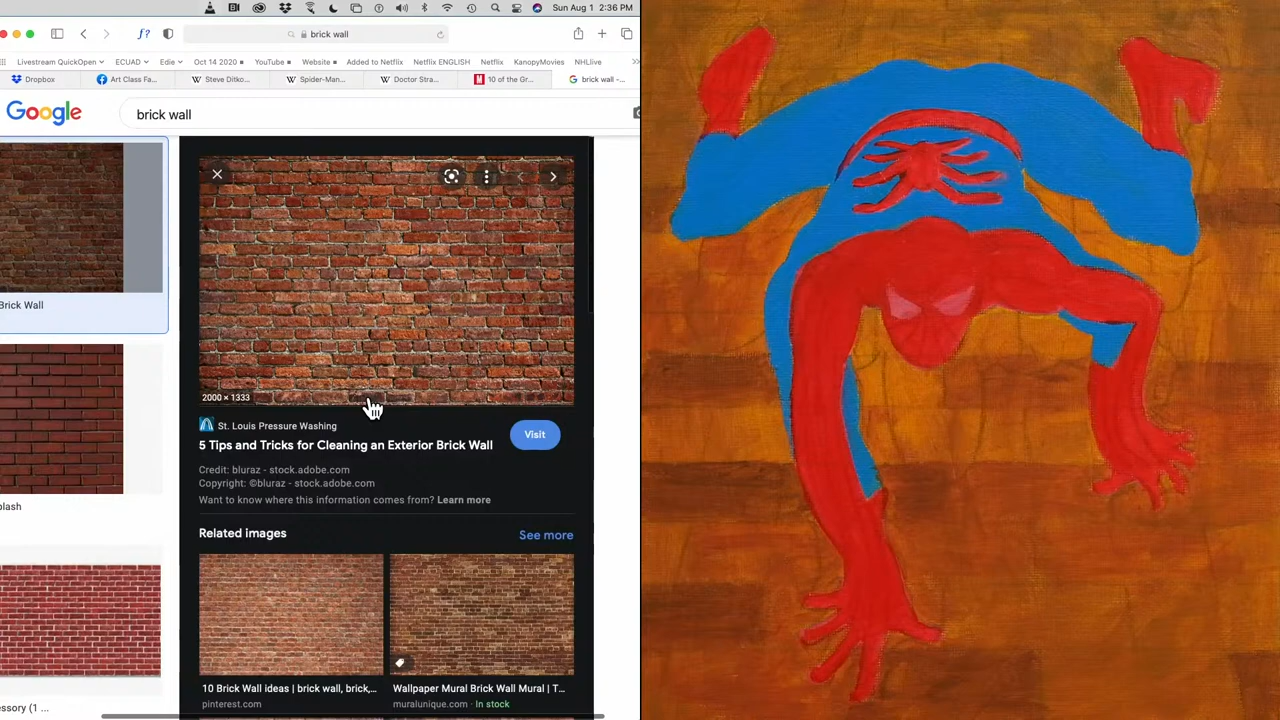 Sun Aug 1 2:36 PM
brick wall
Livestream QuickOpen ECUAD Edie Oct 14 2020 YouTube Website Added to Netflix Netflix ENGLISH Netflix KanopyMovies NHLlive
Dropbox Art Class Fa... Steve Ditko... Spider-Man... Doctor Stra... 10 of the Gr... brick wall -...
Google brick wall
2000 × 1333
Brick Wall
St. Louis Pressure Washing
5 Tips and Tricks for Cleaning an Exterior Brick Wall
Visit
Credit: bluraz - stock.adobe.com
Copyright: ©bluraz - stock.adobe.com
Want to know where this information comes from? Learn more
plash
Related images See more
10 Brick Wall ideas | brick wall, brick,...
pinterest.com
Wallpaper Mural Brick Wall Mural | T...
muralunique.com · In stock
essory (1 ...